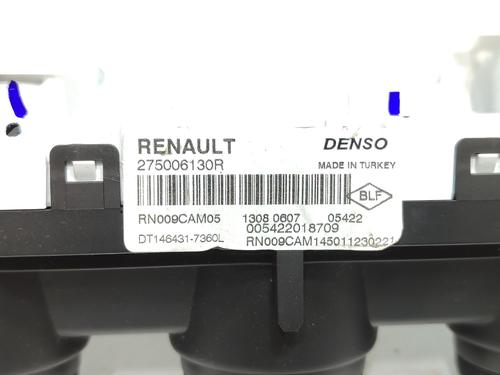 RENAULT DENSO
275006130R MADE IN TURKEY
BLF
RN009CAM05 1308 0607 05422
005422018709
DT146431-7360L RN009CAM145011230221